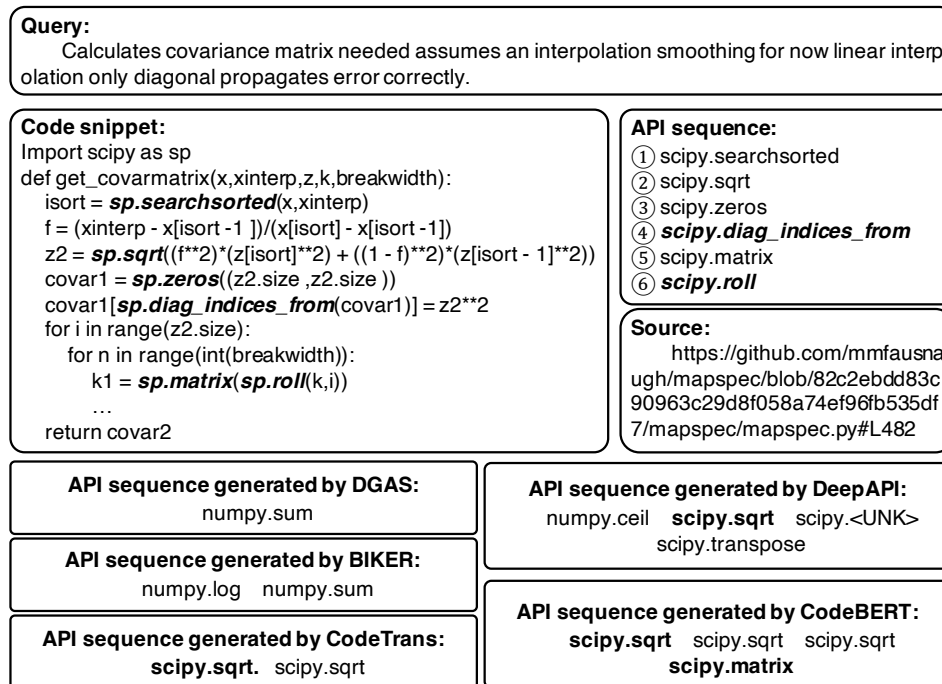 Query:
Calculates covariance matrix needed assumes an interpolation smoothing for now linear interp
olation only diagonal propagates error correctly.
Code snippet:
Import scipy as sp
def get_covarmatrix(x,xinterp,z,k,breakwidth):
isort = sp.searchsorted(x,xinterp)
f = (xinterp - x[isort -1 ])/(x[isort] - x[isort -1])
z2 = sp.sqrt((f**2)*(z[isort]**2) + ((1 - f)**2)*(z[isort - 1]**2))
covar1 = sp.zeros((z2.size ,z2.size ))
covar1[sp.diag_indices_from(covar1)] = z2**2
for i in range(z2.size):
for n in range(int(breakwidth)):
k1 = sp.matrix(sp.roll(k,i))
…
return covar2
API sequence:
① scipy.searchsorted
② scipy.sqrt
③ scipy.zeros
④ scipy.diag_indices_from
⑤ scipy.matrix
⑥ scipy.roll
Source:
https://github.com/mmfausna
ugh/mapspec/blob/82c2ebdd83c
90963c29d8f058a74ef96fb535df
7/mapspec/mapspec.py#L482
API sequence generated by DGAS:
numpy.sum
API sequence generated by BIKER:
numpy.log numpy.sum
API sequence generated by CodeTrans:
scipy.sqrt. scipy.sqrt
API sequence generated by DeepAPI:
numpy.ceil scipy.sqrt scipy.<UNK>
scipy.transpose
API sequence generated by CodeBERT:
scipy.sqrt scipy.sqrt scipy.sqrt
scipy.matrix